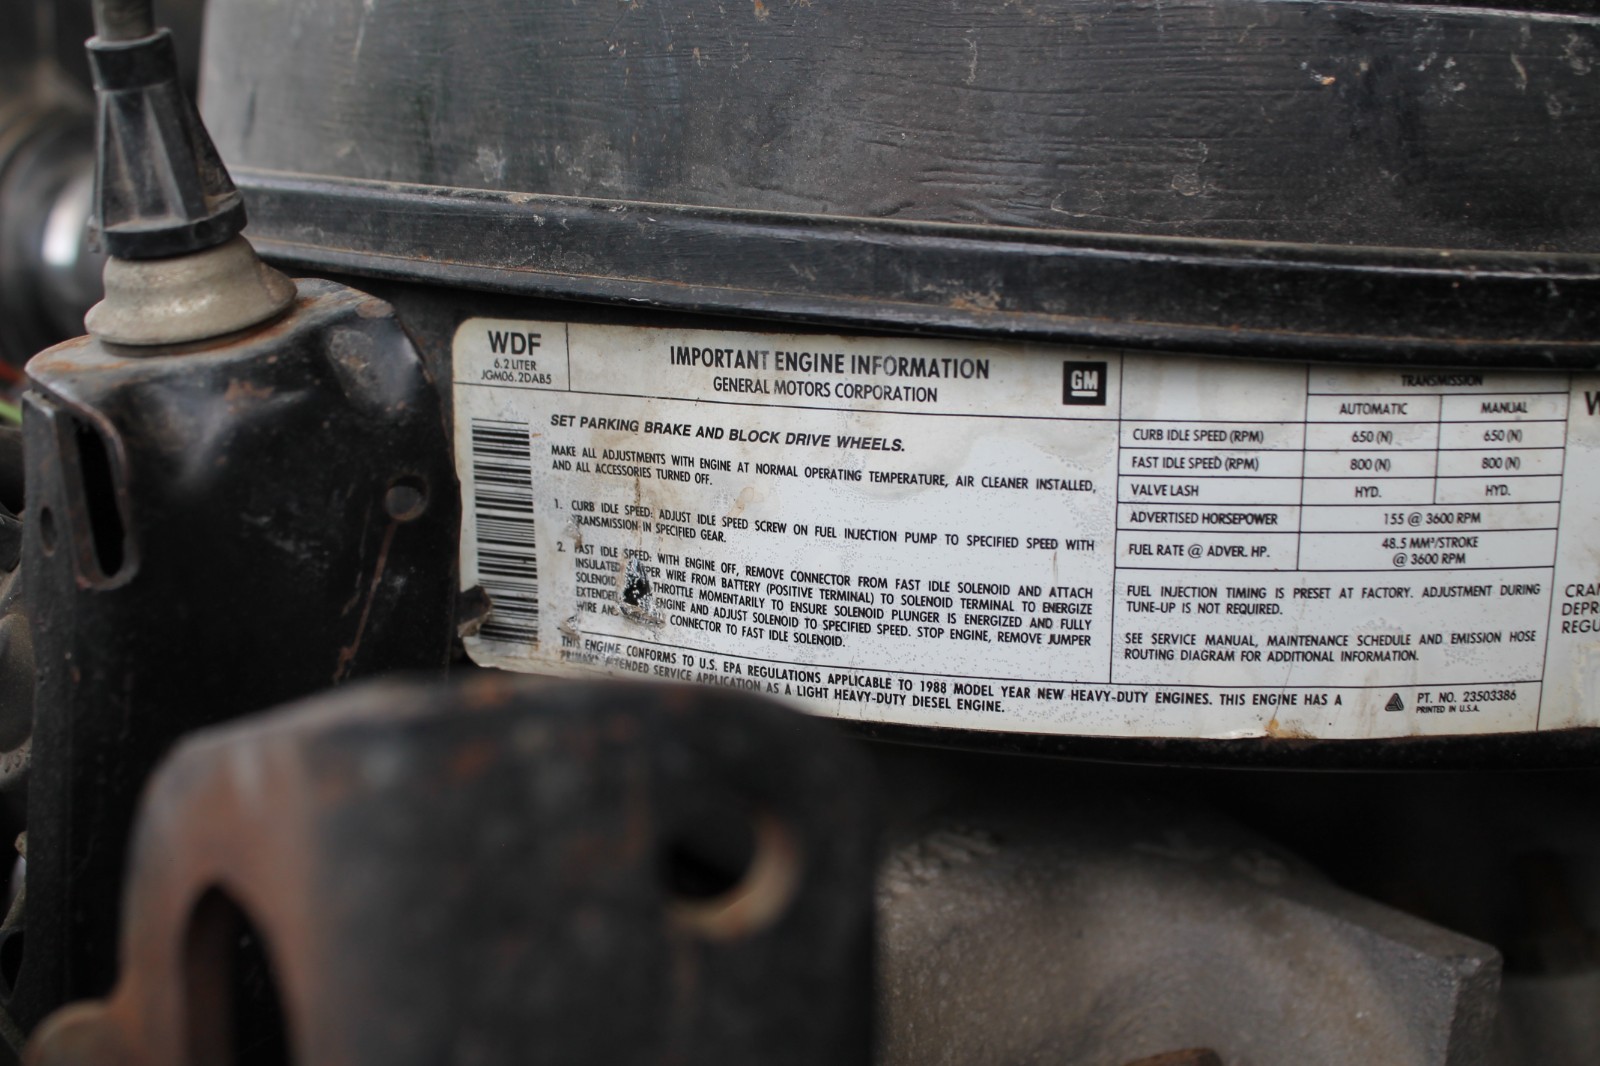 WDF
6.2 LITER
JGM06.2DAB5
IMPORTANT ENGINE INFORMATION
GENERAL MOTORS CORPORATION
GM
SET PARKING BRAKE AND BLOCK DRIVE WHEELS.
MAKE ALL ADJUSTMENTS WITH ENGINE AT NORMAL OPERATING TEMPERATURE, AIR CLEANER INSTALLED,
AND ALL ACCESSORIES TURNED OFF.
1. CURB IDLE SPEED: ADJUST IDLE SPEED SCREW ON FUEL INJECTION PUMP TO SPECIFIED SPEED WITH
TRANSMISSION IN SPECIFIED GEAR.
2. FAST IDLE SPEED: WITH ENGINE OFF, REMOVE CONNECTOR FROM FAST IDLE SOLENOID AND ATTACH
INSULATED WIRE FROM BATTERY (POSITIVE TERMINAL) TO SOLENOID TERMINAL TO ENERGIZE
SOLENOID. THROTTLE MOMENTARILY TO ENSURE SOLENOID PLUNGER IS ENERGIZED AND FULLY
EXTENDED. ENGINE AND ADJUST SOLENOID TO SPECIFIED SPEED. STOP ENGINE, REMOVE JUMPER
WIRE CONNECTOR TO FAST IDLE SOLENOID.
THIS ENGINE CONFORMS TO U.S. EPA REGULATIONS APPLICABLE TO 1988 MODEL YEAR NEW HEAVY-DUTY ENGINES. THIS ENGINE HAS A
PRIMARY INTENDED SERVICE APPLICATION AS A LIGHT HEAVY-DUTY DIESEL ENGINE.
TRANSMISSION
AUTOMATIC MANUAL
CURB IDLE SPEED (RPM) 650 (N) 650 (N)
FAST IDLE SPEED (RPM) 800 (N) 800 (N)
VALVE LASH HYD. HYD.
ADVERTISED HORSEPOWER 155 @ 3600 RPM
FUEL RATE @ ADVER. HP. 48.5 MM³/STROKE
@ 3600 RPM
FUEL INJECTION TIMING IS PRESET AT FACTORY. ADJUSTMENT DURING
TUNE-UP IS NOT REQUIRED.
SEE SERVICE MANUAL, MAINTENANCE SCHEDULE AND EMISSION HOSE
ROUTING DIAGRAM FOR ADDITIONAL INFORMATION.
PT. NO. 23503386
PRINTED IN U.S.A.